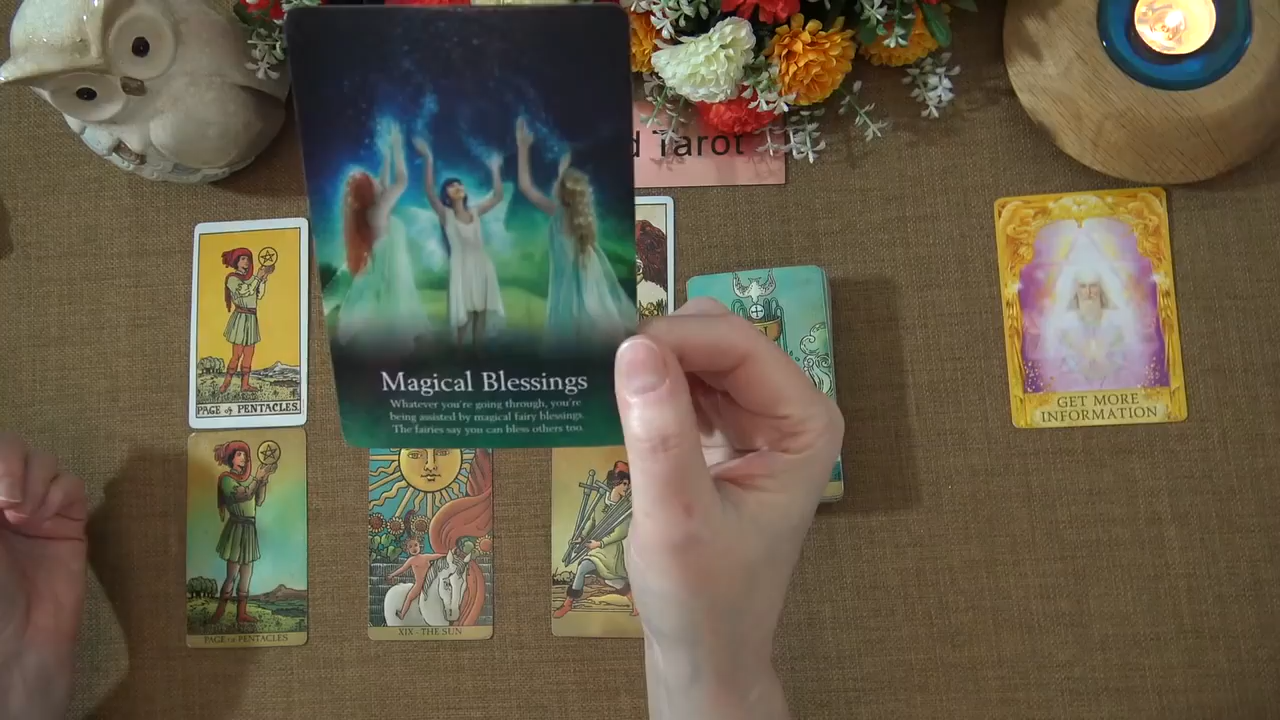 d Tarot
Magical Blessings
Whatever you're going through, you're
being assisted by magical fairy blessings.
The fairies say you can bless others too.
PAGE of PENTACLES.
GET MORE
INFORMATION
PAGE of PENTACLES
XIX · THE SUN